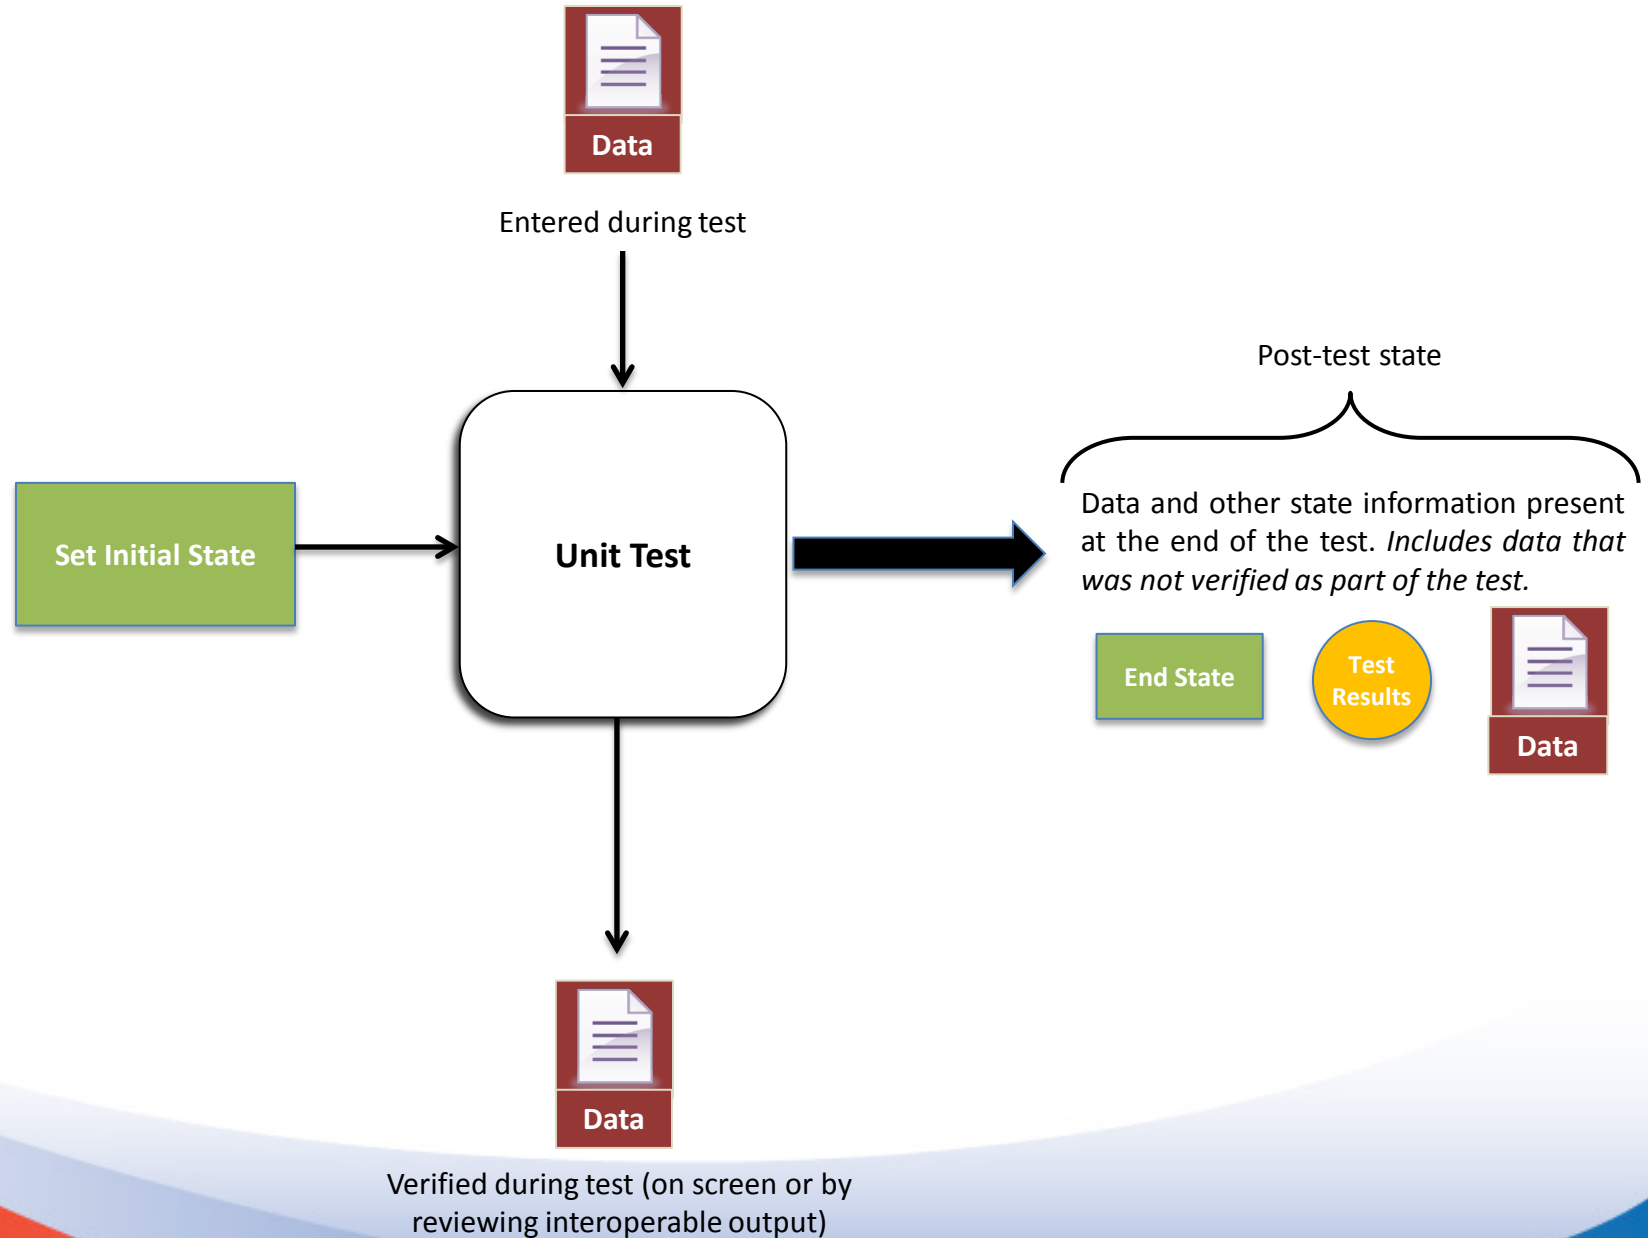 Data
Entered during test
Post-test state
Set Initial State
Unit Test
Data and other state information present
at the end of the test. Includes data that
was not verified as part of the test.
End State
Test
Results
Data
Data
Verified during test (on screen or by
reviewing interoperable output)